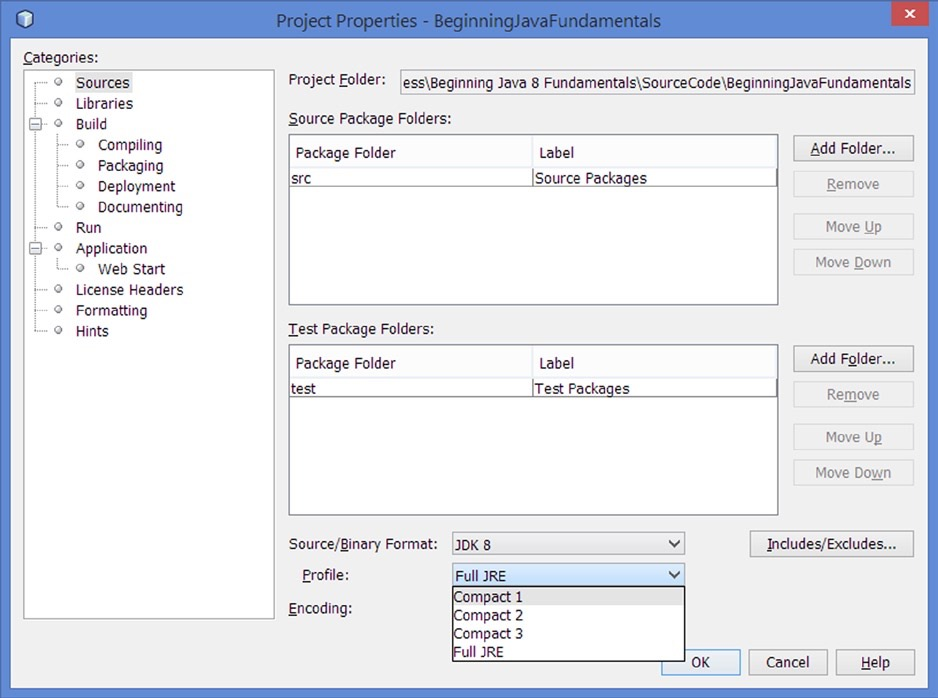 Project Properties - BeginningJavaFundamentals
Categories:
Sources
Libraries
Build
Compiling
Packaging
Deployment
Documenting
Run
Application
Web Start
License Headers
Formatting
Hints
Project Folder: ess\Beginning Java 8 Fundamentals\SourceCode\BeginningJavaFundamentals
Source Package Folders:
Package Folder Label
src Source Packages
Add Folder...
Remove
Move Up
Move Down
Test Package Folders:
Package Folder Label
test Test Packages
Add Folder...
Remove
Move Up
Move Down
Source/Binary Format: JDK 8 Includes/Excludes...
Profile: Full JRE
Compact 1
Compact 2
Compact 3
Full JRE
Encoding:
OK Cancel Help